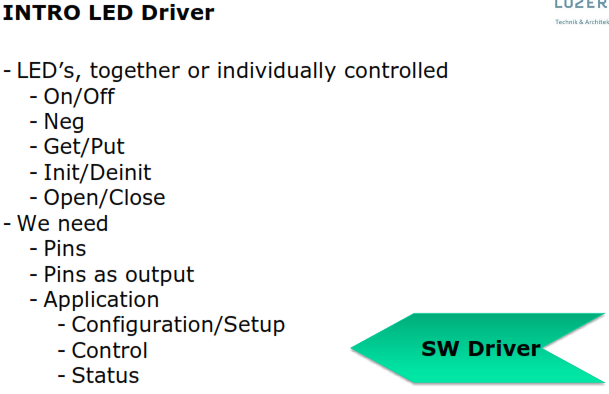 INTRO LED Driver
LUZER
Technik & Architek
- LED’s, together or individually controlled
- On/Off
- Neg
- Get/Put
- Init/Deinit
- Open/Close
- We need
- Pins
- Pins as output
- Application
- Configuration/Setup
- Control
- Status
SW Driver